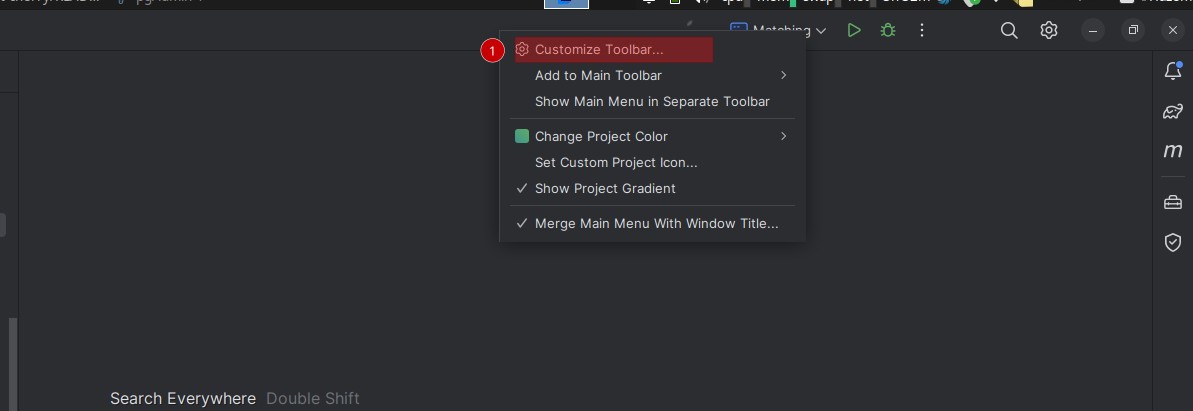 Matching
1
Customize Toolbar...
Add to Main Toolbar
Show Main Menu in Separate Toolbar
Change Project Color
Set Custom Project Icon...
Show Project Gradient
Merge Main Menu With Window Title...
m
Search Everywhere Double Shift